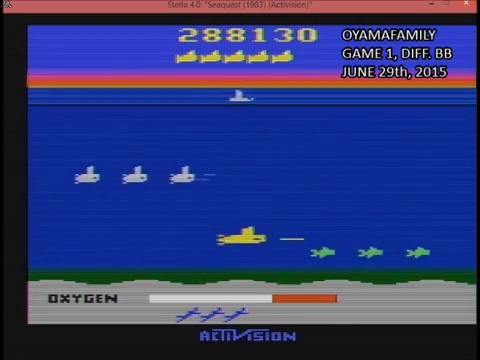 Stella 4.0: "Seaquest (1983) (Activision)"
288130
OYAMAFAMILY
GAME 1, DIFF. BB
JUNE 29th, 2015
OXYGEN
ACTIVISION